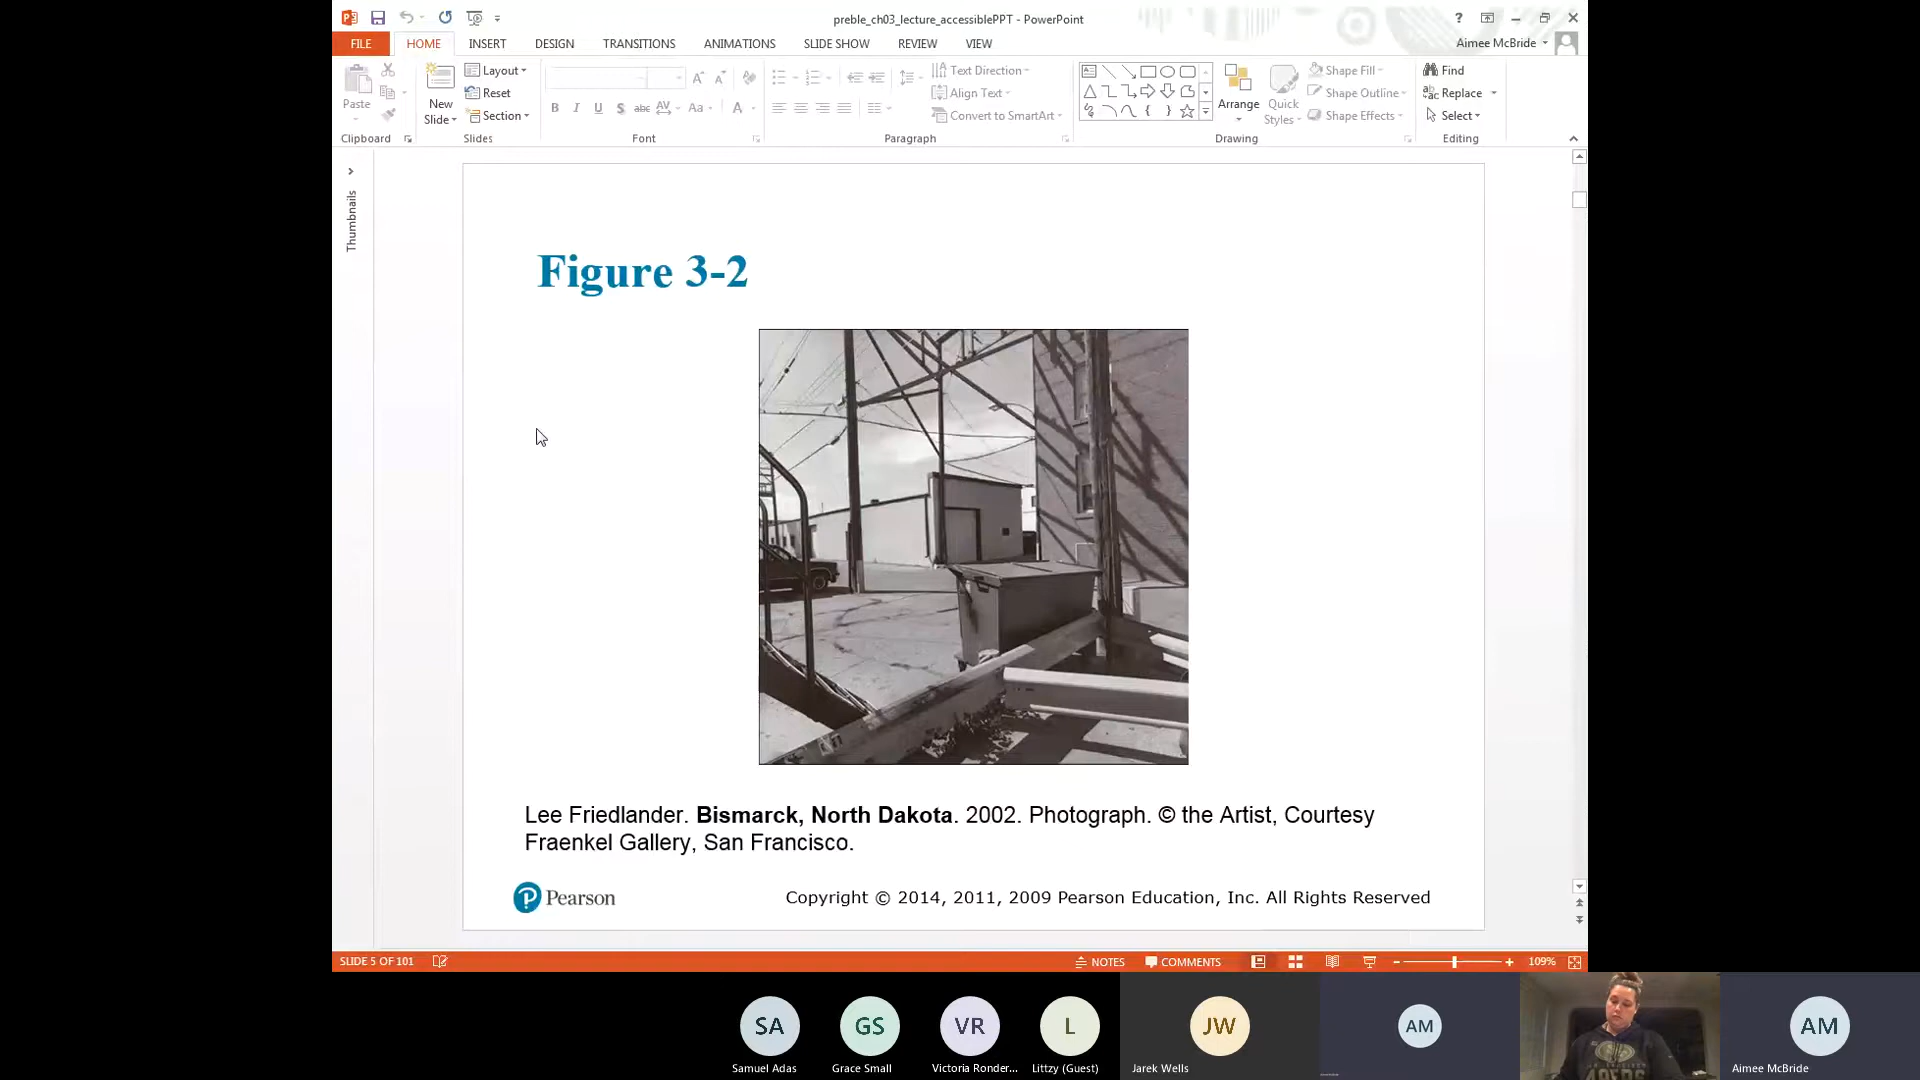 preble_ch03_lecture_accessiblePPT - PowerPoint
?
FILE HOME INSERT DESIGN TRANSITIONS ANIMATIONS SLIDE SHOW REVIEW VIEW Aimee McBride
Paste
Clipboard
New Slide
Layout
Reset
Section
Slides
B I U S abc AV Aa A
Font
Text Direction
Align Text
Convert to SmartArt
Paragraph
Arrange
Quick Styles
Shape Fill
Shape Outline
Shape Effects
Drawing
Find
Replace
Select
Editing
Thumbnails
Figure 3-2
Lee Friedlander. Bismarck, North Dakota. 2002. Photograph. © the Artist, Courtesy
Fraenkel Gallery, San Francisco.
Pearson
Copyright © 2014, 2011, 2009 Pearson Education, Inc. All Rights Reserved
SLIDE 5 OF 101 NOTES COMMENTS 109%
SA GS VR L JW AM AM
Samuel Adas Grace Small Victoria Ronder... Littzy (Guest) Jarek Wells Aimee McBride
49ERS